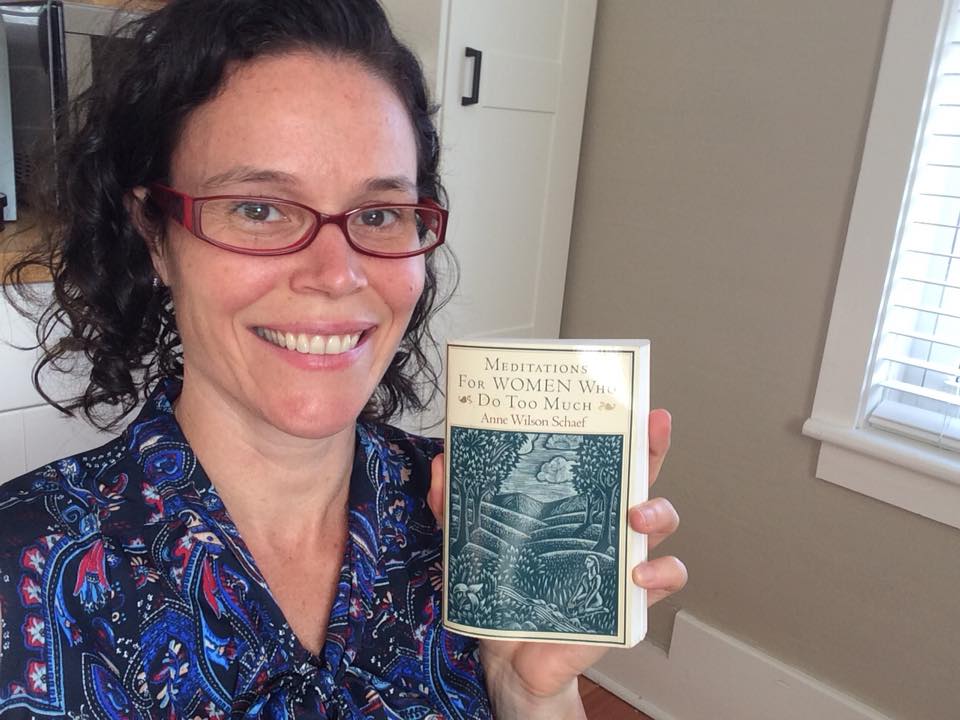 MEDITATIONS
FOR WOMEN WHO
DO TOO MUCH
Anne Wilson Schaef